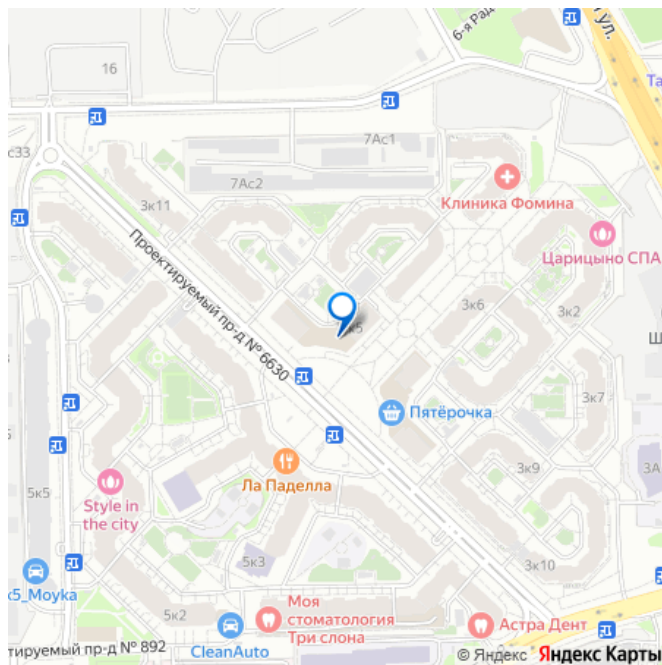 6-я Рад
ул.
Та
16
7Ас1
7Ас2
с33
3к11
Клиника Фомина
Царицыно СПА
Проектируемый пр-д № 6630
3к6
3к2
к5
Ш
Пятёрочка
3к7
3к9
3А
Ла Паделла
Style in
the city
5к5
5к3
3к10
к5_Moyka
5к2
CleanAuto
Моя
стоматология
Три слона
Астра Дент
тируемый пр-д № 892
© Яндекс Яндекс Карты